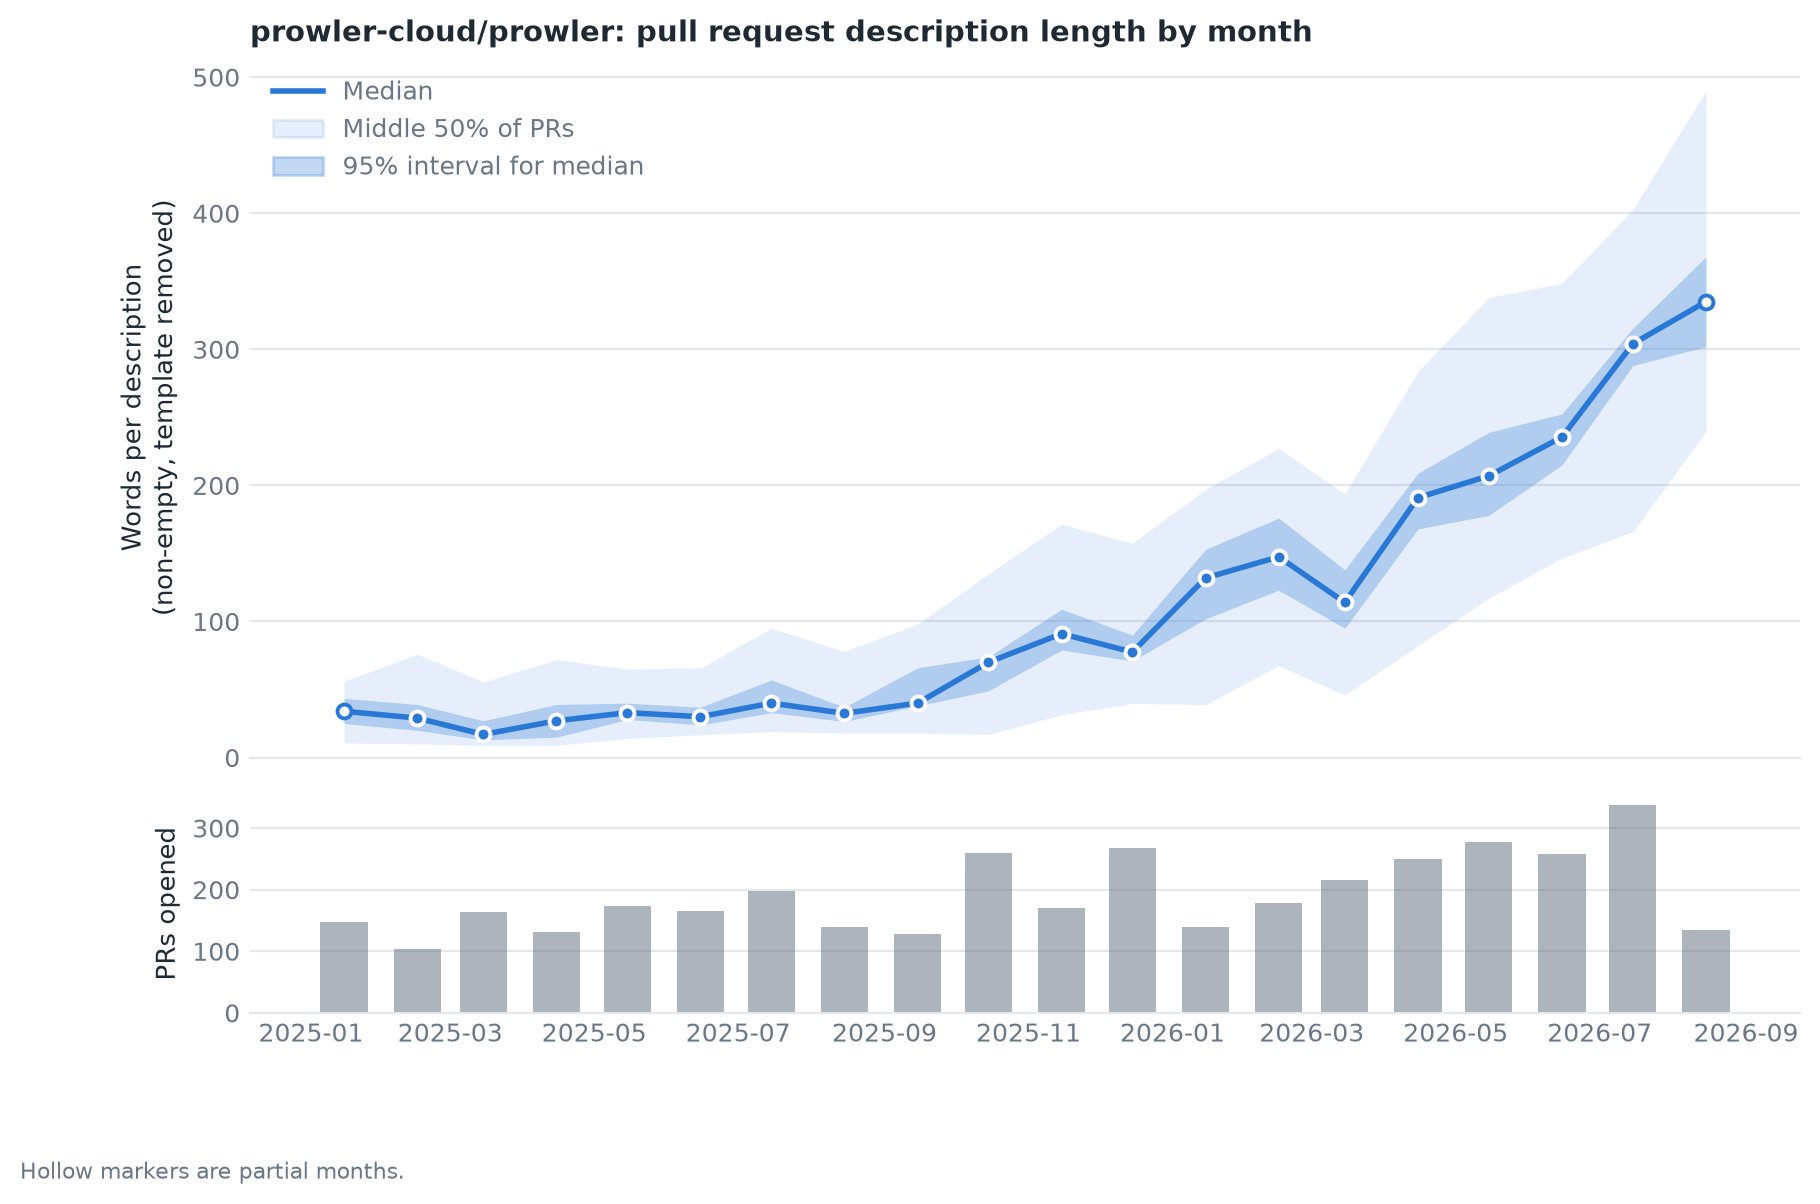 prowler-cloud/prowler: pull request description length by month
500
400
300
200
100
0
Words per description
(non-empty, template removed)
Median
Middle 50% of PRs
95% interval for median
300
200
100
0
PRs opened
2025-01 2025-03 2025-05 2025-07 2025-09 2025-11 2026-01 2026-03 2026-05 2026-07 2026-09
Hollow markers are partial months.